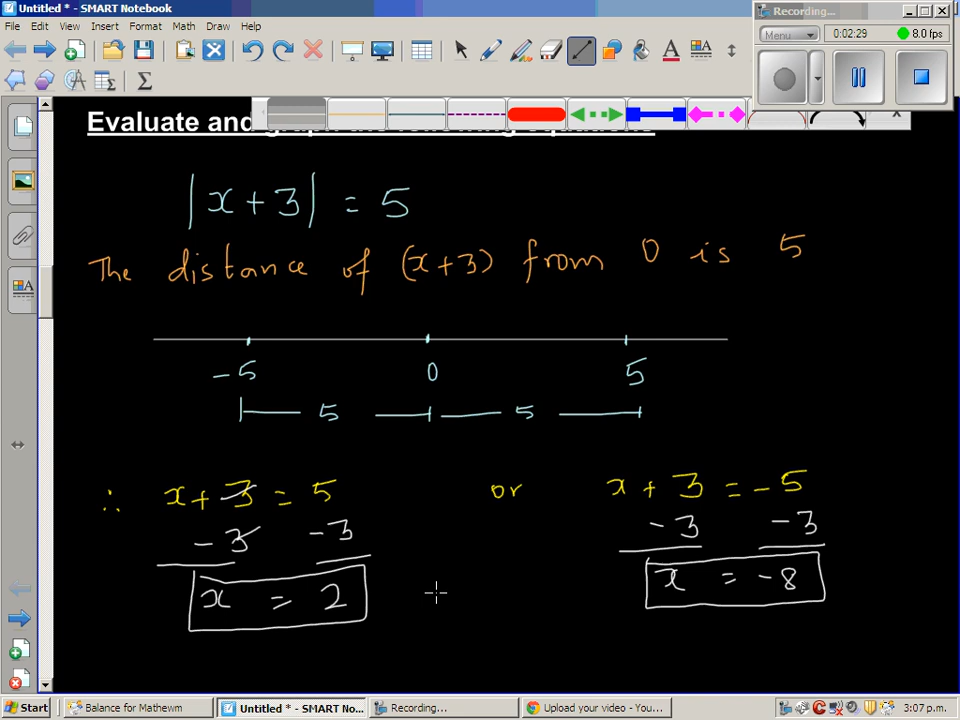 Untitled * - SMART Notebook
Recording...
File Edit View Insert Format Math Draw Help
Menu 0:02:29 8.0 fps
Evaluate and
|x+3| = 5
The distance of (x+3) from 0 is 5
-5 0 5
5 5
∴ x + 3 = 5 or x + 3 = -5
-3 -3 -3 -3
x = 2 x = -8
Start Balance for Mathewm Untitled * - SMART No... Recording... Upload your video - You... 3:07 p.m.